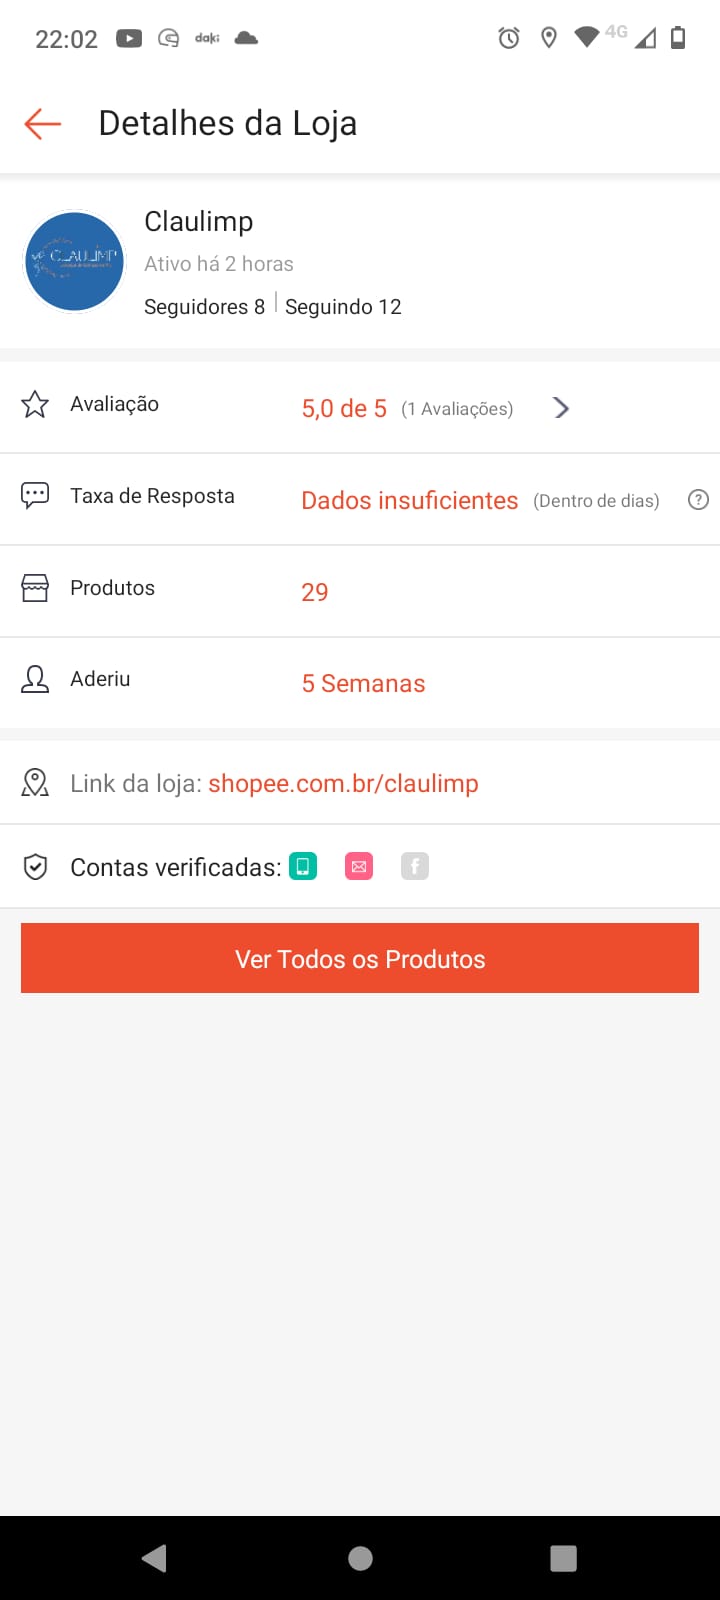 22:02 daki 4G
Detalhes da Loja
CLAULIMP
Claulimp
Ativo há 2 horas
Seguidores 8 Seguindo 12
Avaliação 5,0 de 5 (1 Avaliações)
Taxa de Resposta Dados insuficientes (Dentro de dias) ?
Produtos 29
Aderiu 5 Semanas
Link da loja: shopee.com.br/claulimp
Contas verificadas: f
Ver Todos os Produtos